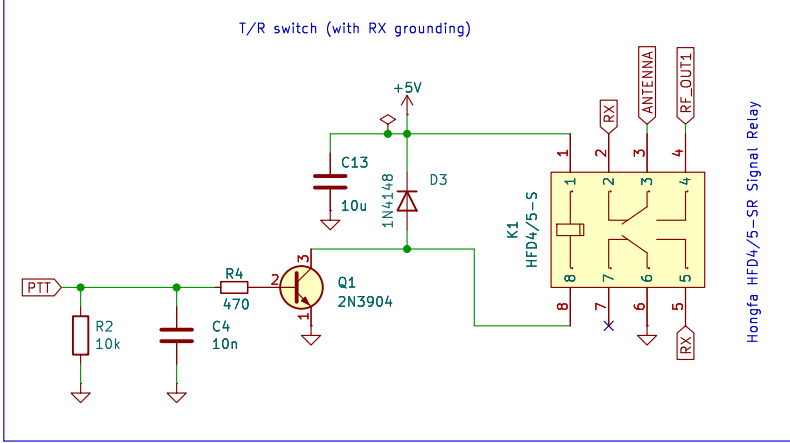 T/R switch (with RX grounding)
+5V
RX
ANTENNA
RF_OUT1
1
2
3
4
C13
10u
1N4148
D3
K1
HFD4/5-S
1
2
3
4
8
7
6
5
Hongfa HFD4/5-SR Signal Relay
PTT
R4
470
2
3
1
Q1
2N3904
8
7
6
5
R2
10k
C4
10n
RX